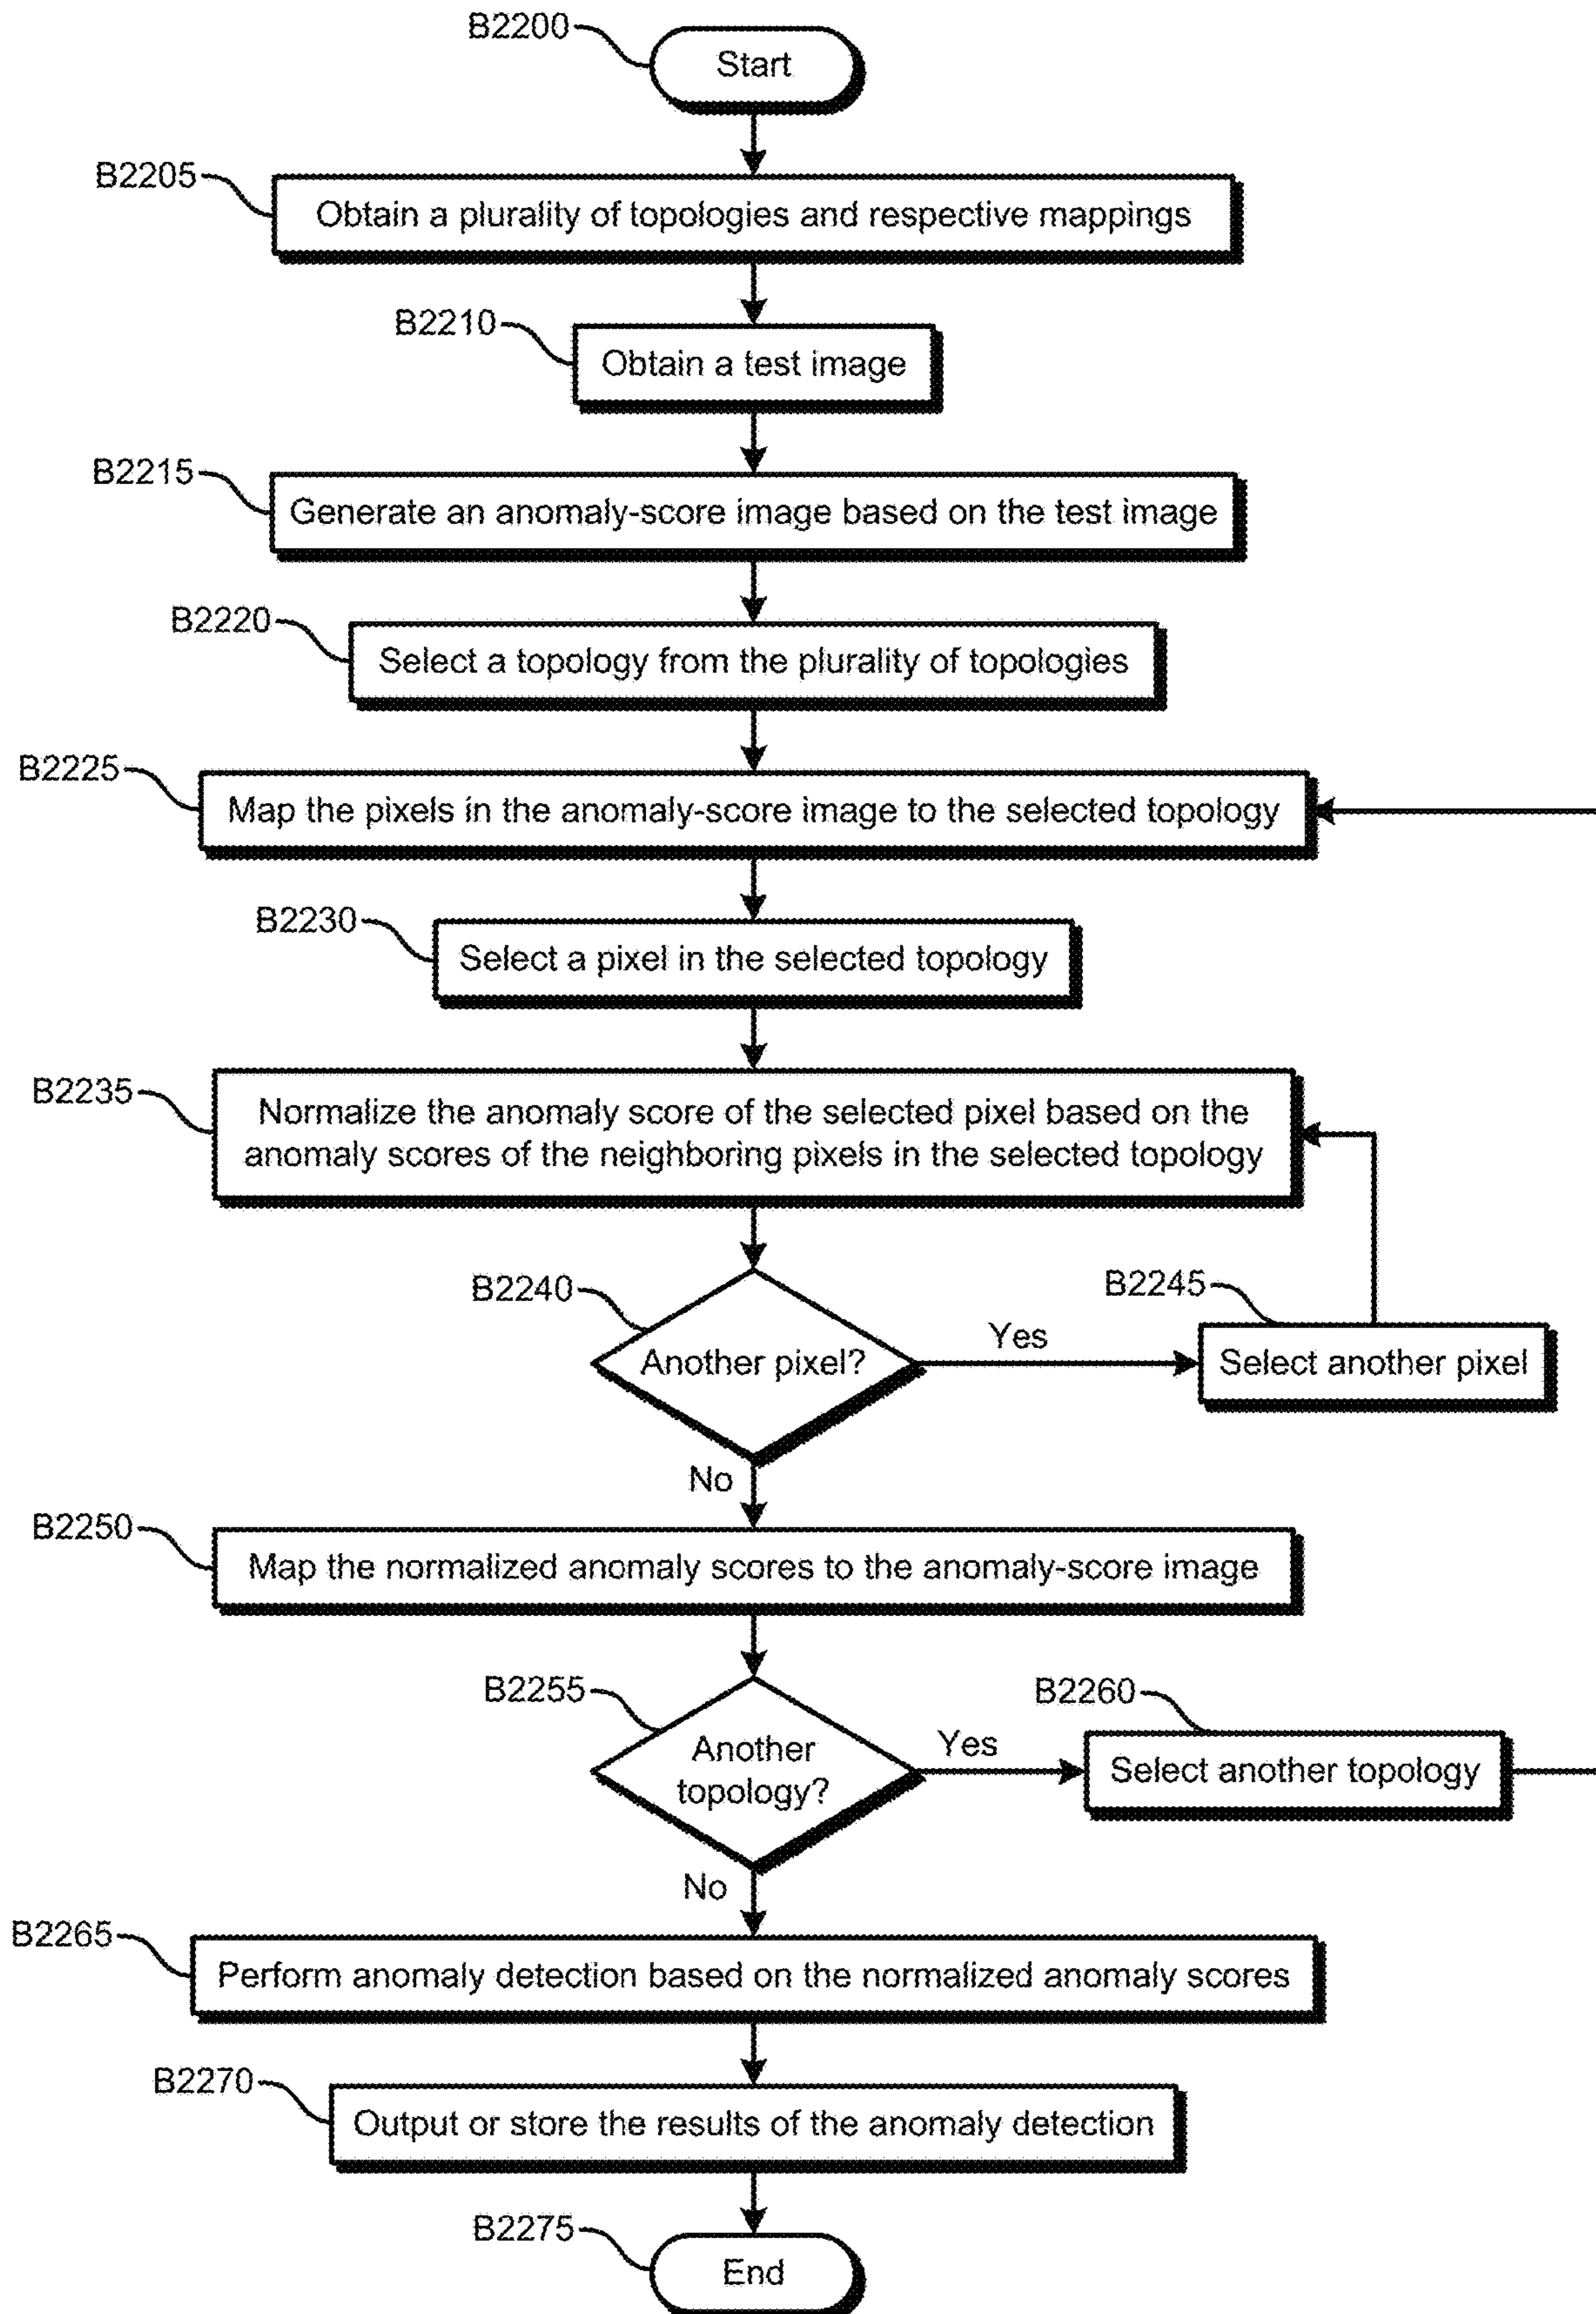 B2200
Start
B2205
Obtain a plurality of topologies and respective mappings
B2210
Obtain a test image
B2215
Generate an anomaly-score image based on the test image
B2220
Select a topology from the plurality of topologies
B2225
Map the pixels in the anomaly-score image to the selected topology
B2230
Select a pixel in the selected topology
B2235
Normalize the anomaly score of the selected pixel based on the
anomaly scores of the neighboring pixels in the selected topology
B2240
Another pixel?
Yes
B2245
Select another pixel
No
B2250
Map the normalized anomaly scores to the anomaly-score image
B2255
Another
topology?
Yes
B2260
Select another topology
No
B2265
Perform anomaly detection based on the normalized anomaly scores
B2270
Output or store the results of the anomaly detection
B2275
End